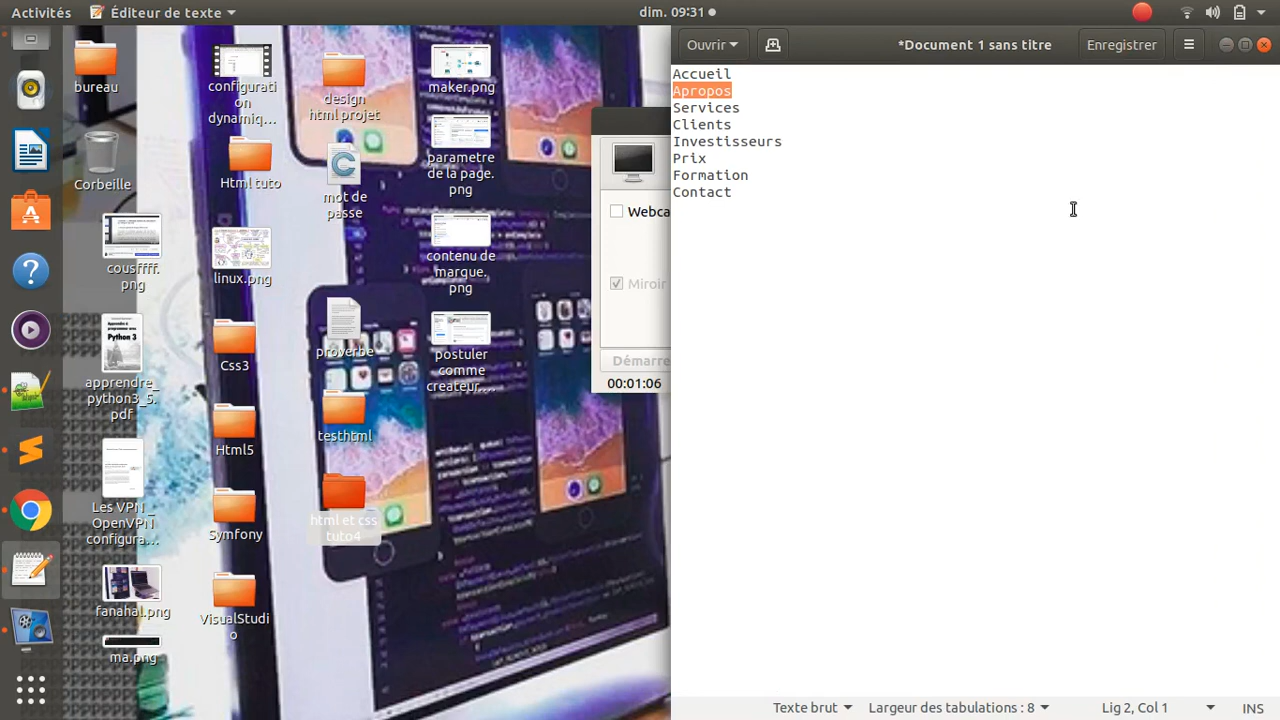 Activités
Éditeur de texte
dim. 09:31
Ouvrir
*Document 1 sans titre
Enregistrer
Accueil
Apropos
Services
Clients
Investisseurs
Prix
Formation
Contact
Webca
Miroir
Démarre
00:01:06
bureau
Corbeille
cousffff.
png
apprendre_
python3_5.
pdf
Les VPN _
OpenVPN
configura...
fanahal.png
ma.png
configurati
on
dynamiq...
Html tuto
linux.png
Css3
Html5
Symfony
VisualStudi
o
design
html projet
mot de
passe
proverbe
testhtml
html et css
tuto4
maker.png
parametre
de la page.
png
contenu de
marque.
png
postuler
comme
createur....
Texte brut
Largeur des tabulations : 8
Lig 2, Col 1
INS